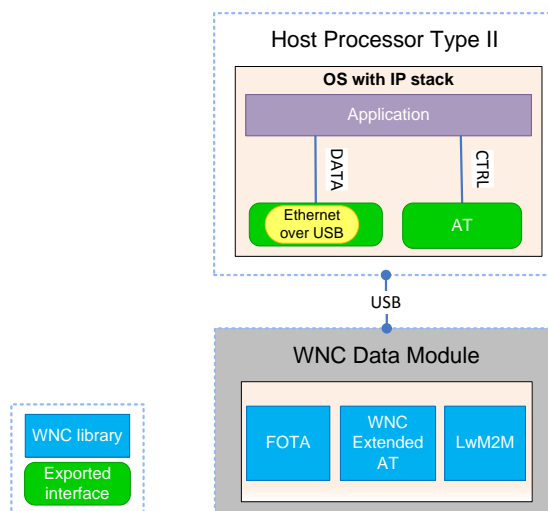 Host Processor Type II
OS with IP stack
Application
DATA
CTRL
Ethernet
over USB
AT
USB
WNC Data Module
FOTA
WNC
Extended
AT
LwM2M
WNC library
Exported
interface